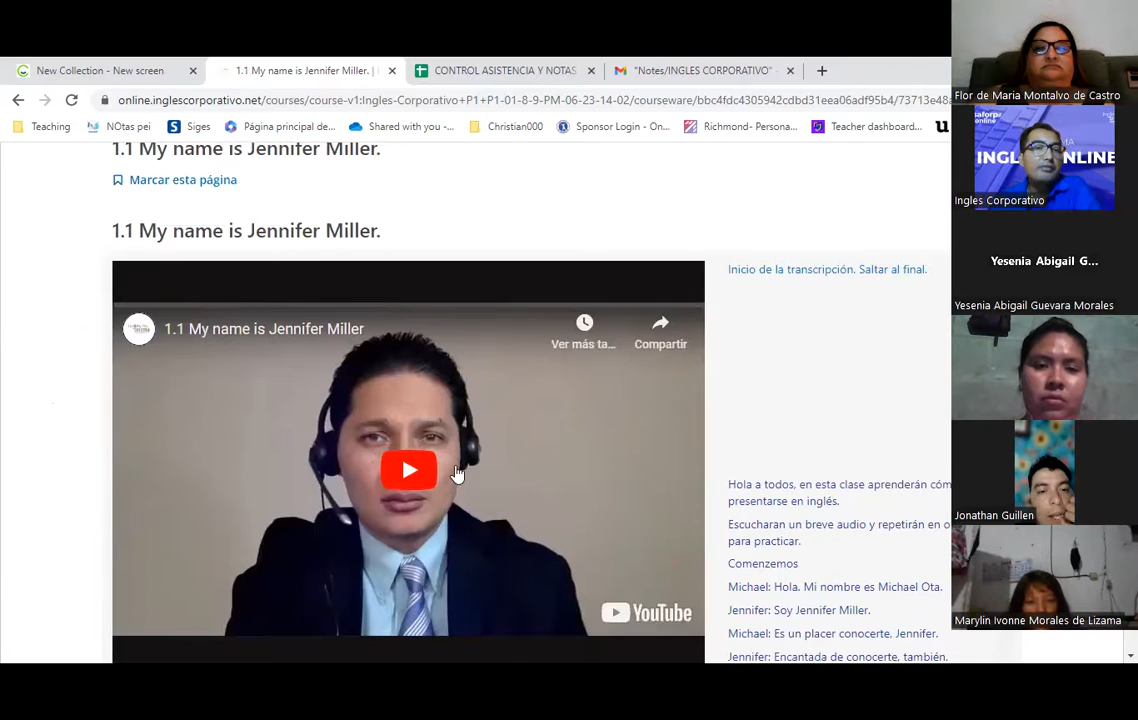 New Collection - New screen
1.1 My name is Jennifer Miller. |
CONTROL ASISTENCIA Y NOTAS
"Notes/INGLES CORPORATIVO" -
online.inglescorporativo.net/courses/course-v1:Ingles-Corporativo+P1+P1-01-8-9-PM-06-23-14-02/courseware/bbc4fdc4305942cdbd31eea06adf95b4/73713e48
Teaching
NOtas pei
Siges
Página principal de...
Shared with you -...
Christian000
Sponsor Login - On...
Richmond- Persona...
Teacher dashboard...
1.1 My name is Jennifer Miller.
Marcar esta página
1.1 My name is Jennifer Miller.
1.1 My name is Jennifer Miller
Ver más ta...
Compartir
YouTube
Inicio de la transcripción. Saltar al final.
Hola a todos, en esta clase aprenderán cóm
presentarse en inglés.
Escucharan un breve audio y repetirán en o
para practicar.
Comenzemos
Michael: Hola. Mi nombre es Michael Ota.
Jennifer: Soy Jennifer Miller.
Michael: Es un placer conocerte, Jennifer.
Jennifer: Encantada de conocerte, también.
Flor de Maria Montalvo de Castro
INGL
ONLINE
Ingles Corporativo
Yesenia Abigail G...
Yesenia Abigail Guevara Morales
Jonathan Guillen
Marylin Ivonne Morales de Lizama